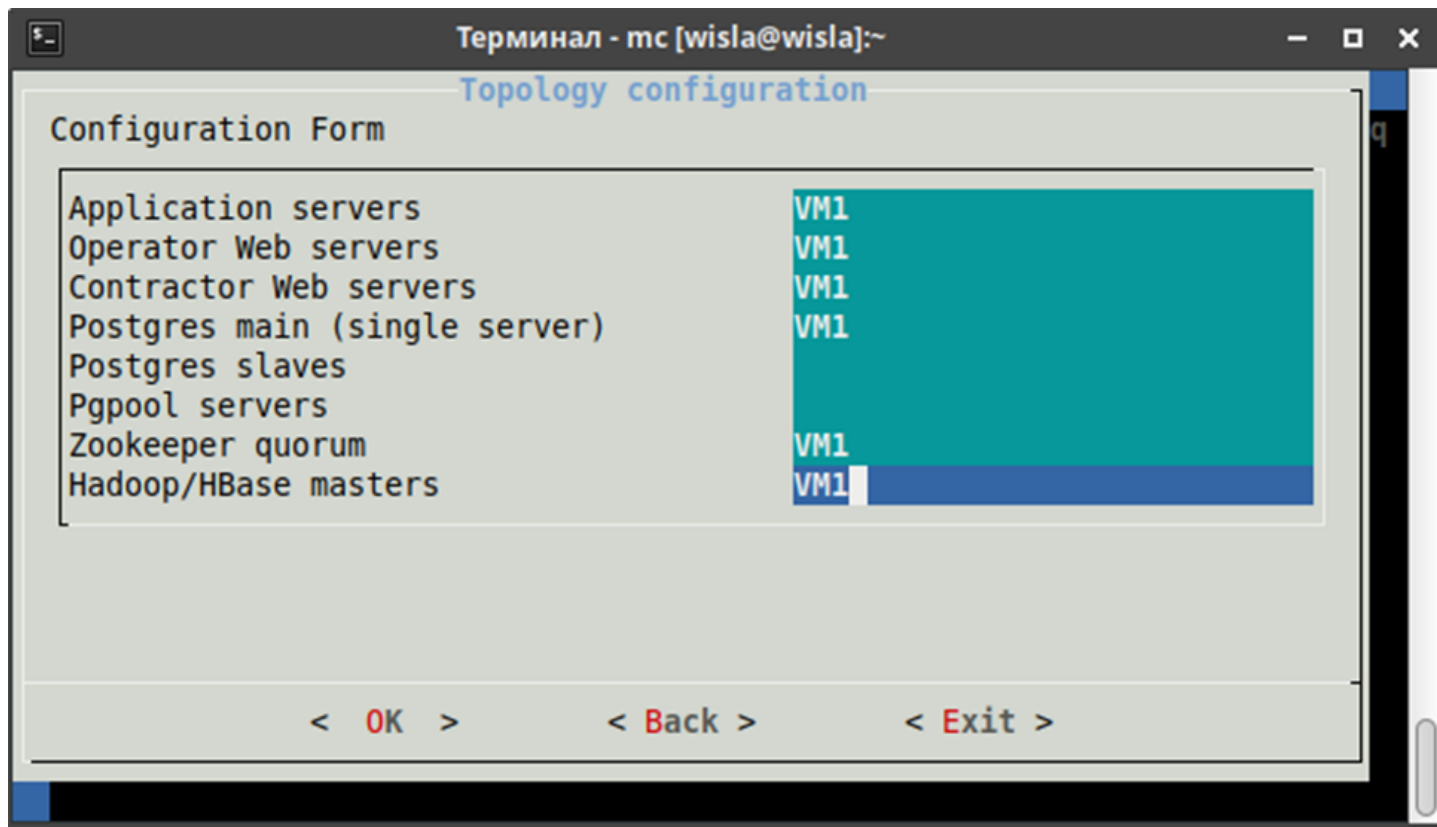 Терминал - mc [wisla@wisla]:~
Topology configuration
q
Configuration Form
Application servers VM1
Operator Web servers VM1
Contractor Web servers VM1
Postgres main (single server) VM1
Postgres slaves
Pgpool servers
Zookeeper quorum VM1
Hadoop/HBase masters VM1
< OK > < Back > < Exit >